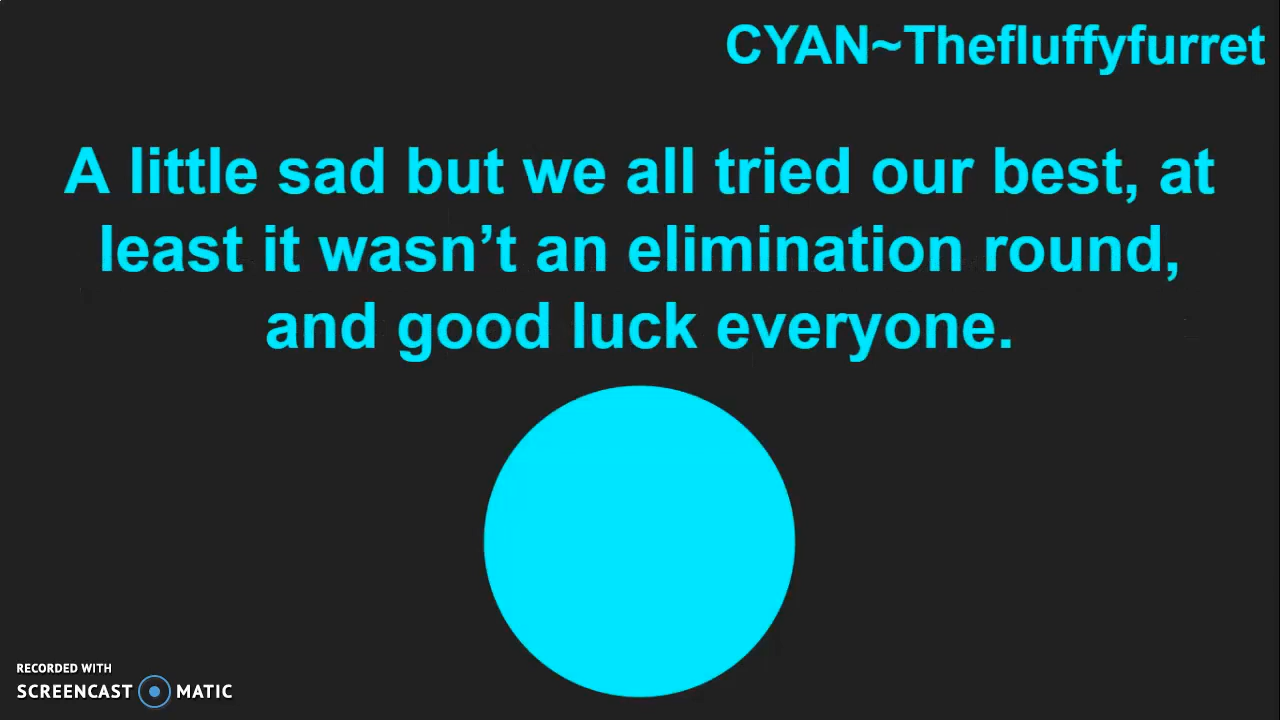 CYAN~Thefluffyfurret
A little sad but we all tried our best, at
least it wasn’t an elimination round,
and good luck everyone.
RECORDED WITH
SCREENCAST MATIC